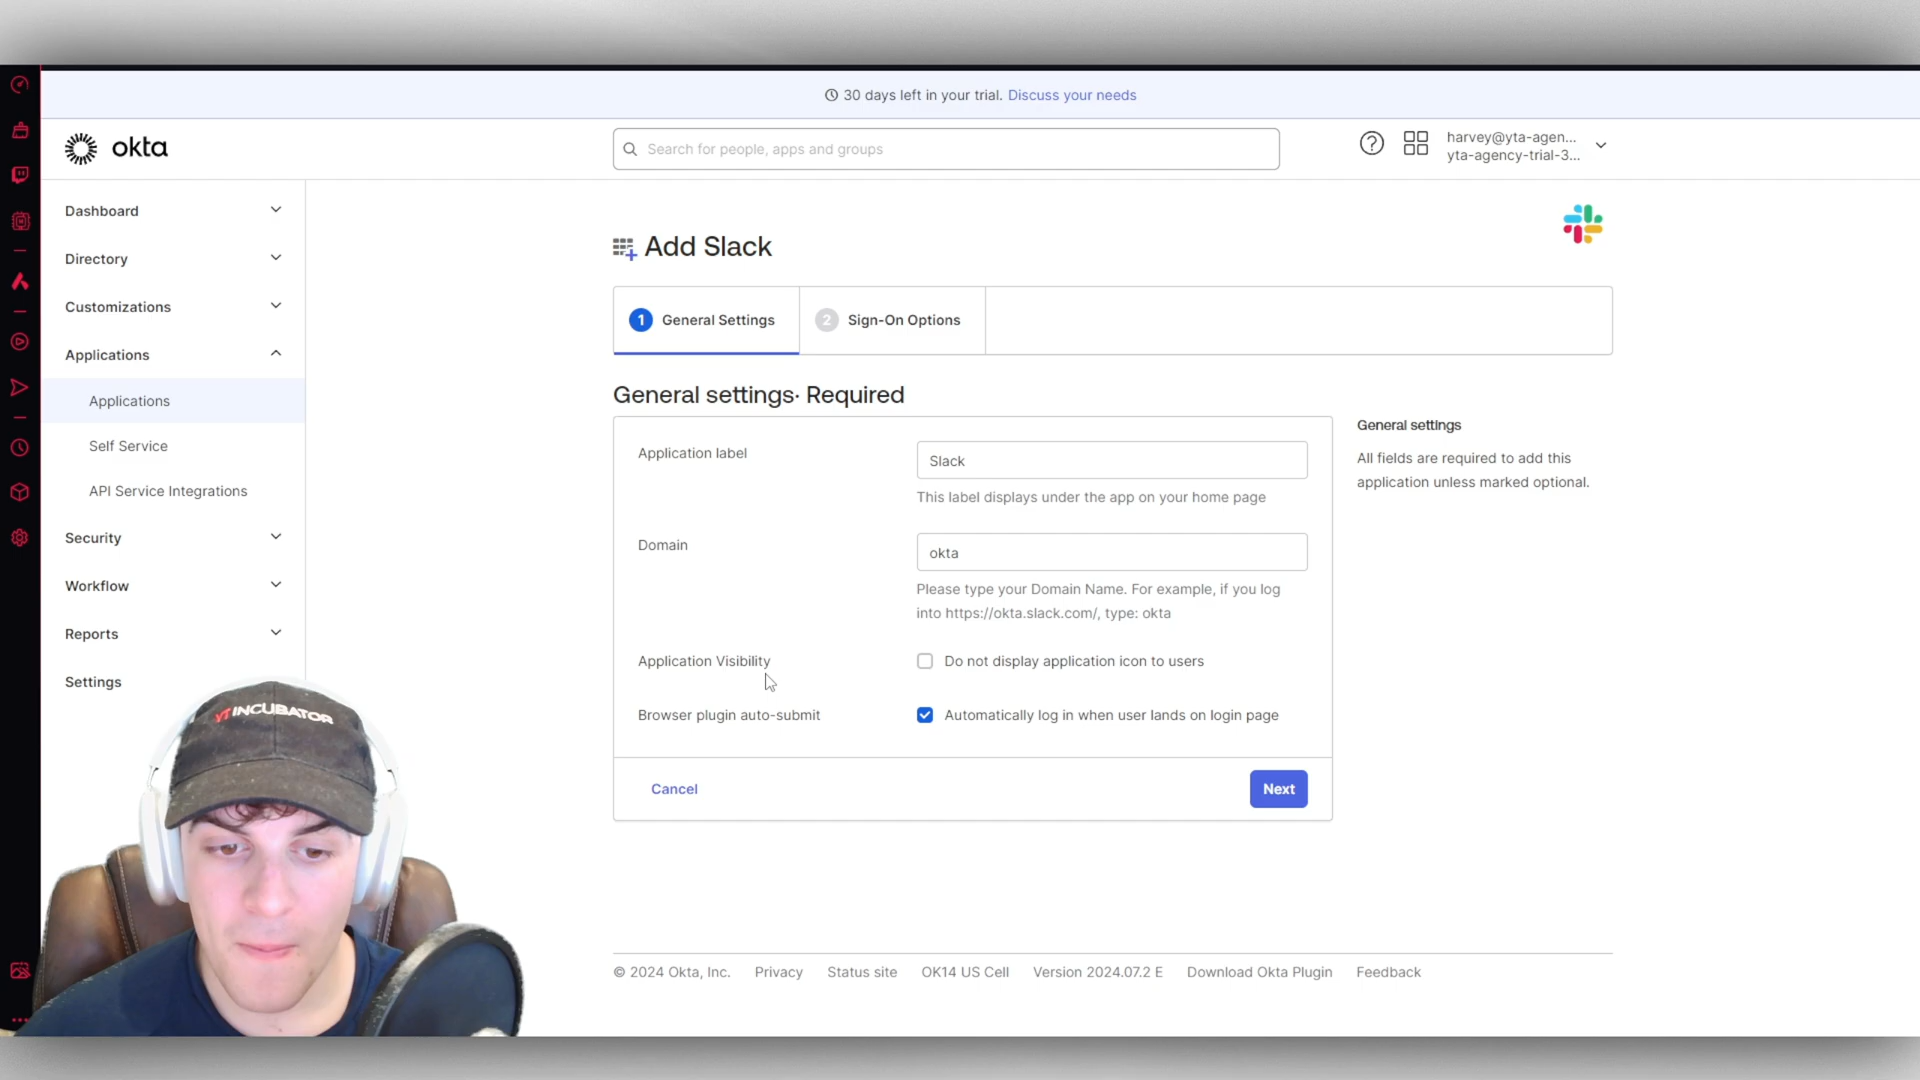 30 days left in your trial. Discuss your needs
okta
Search for people, apps and groups
harvey@yta-agen...
yta-agency-trial-3...
Dashboard
Directory
Customizations
Applications
Applications
Self Service
API Service Integrations
Security
Workflow
Reports
Settings
Add Slack
1 General Settings
2 Sign-On Options
General settings· Required
Application label
Slack
This label displays under the app on your home page
Domain
okta
Please type your Domain Name. For example, if you log
into https://okta.slack.com/, type: okta
Application Visibility
Do not display application icon to users
Browser plugin auto-submit
Automatically log in when user lands on login page
Cancel
Next
General settings
All fields are required to add this
application unless marked optional.
YTINCUBATOR
© 2024 Okta, Inc. Privacy Status site OK14 US Cell Version 2024.07.2 E Download Okta Plugin Feedback